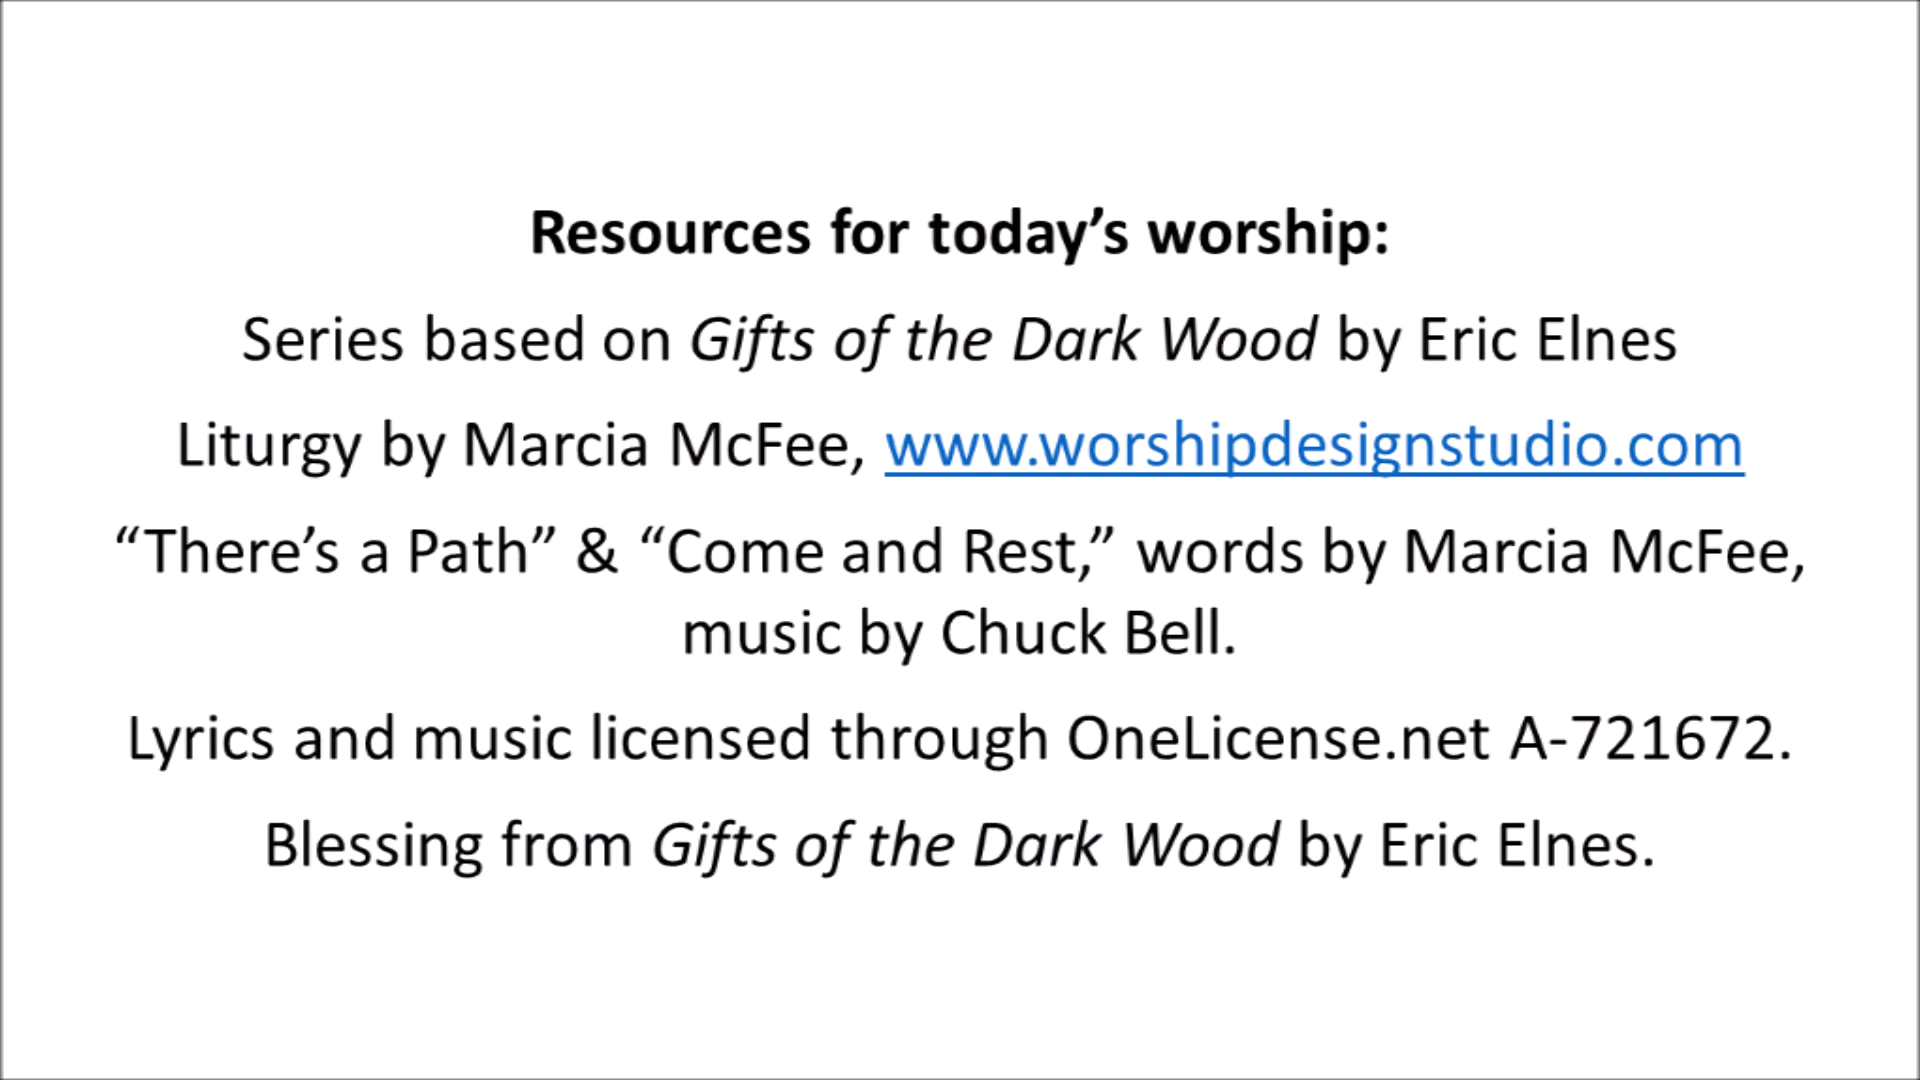 Resources for today’s worship:
Series based on Gifts of the Dark Wood by Eric Elnes
Liturgy by Marcia McFee, www.worshipdesignstudio.com
“There’s a Path” & “Come and Rest,” words by Marcia McFee,
music by Chuck Bell.
Lyrics and music licensed through OneLicense.net A-721672.
Blessing from Gifts of the Dark Wood by Eric Elnes.